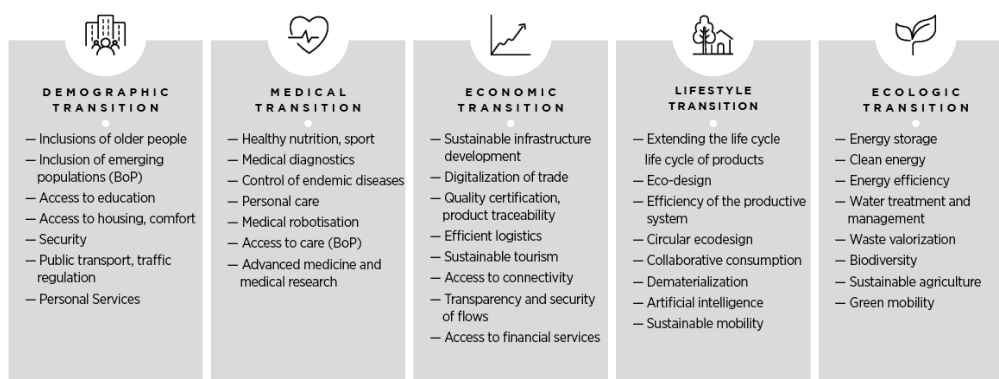 DEMOGRAPHIC
TRANSITION
— Inclusions of older people
— Inclusion of emerging
populations (BoP)
— Access to education
— Access to housing, comfort
— Security
— Public transport, traffic
regulation
— Personal Services
MEDICAL
TRANSITION
— Healthy nutrition, sport
— Medical diagnostics
— Control of endemic diseases
— Personal care
— Medical robotisation
— Access to care (BoP)
— Advanced medicine and
medical research
ECONOMIC
TRANSITION
— Sustainable infrastructure
development
— Digitalization of trade
— Quality certification,
product traceability
— Efficient logistics
— Sustainable tourism
— Access to connectivity
— Transparency and security
of flows
— Access to financial services
LIFESTYLE
TRANSITION
— Extending the life cycle
life cycle of products
— Eco-design
— Efficiency of the productive
system
— Circular ecodesign
— Collaborative consumption
— Dematerialization
— Artificial intelligence
— Sustainable mobility
ECOLOGIC
TRANSITION
— Energy storage
— Clean energy
— Energy efficiency
— Water treatment and
management
— Waste valorization
— Biodiversity
— Sustainable agriculture
— Green mobility